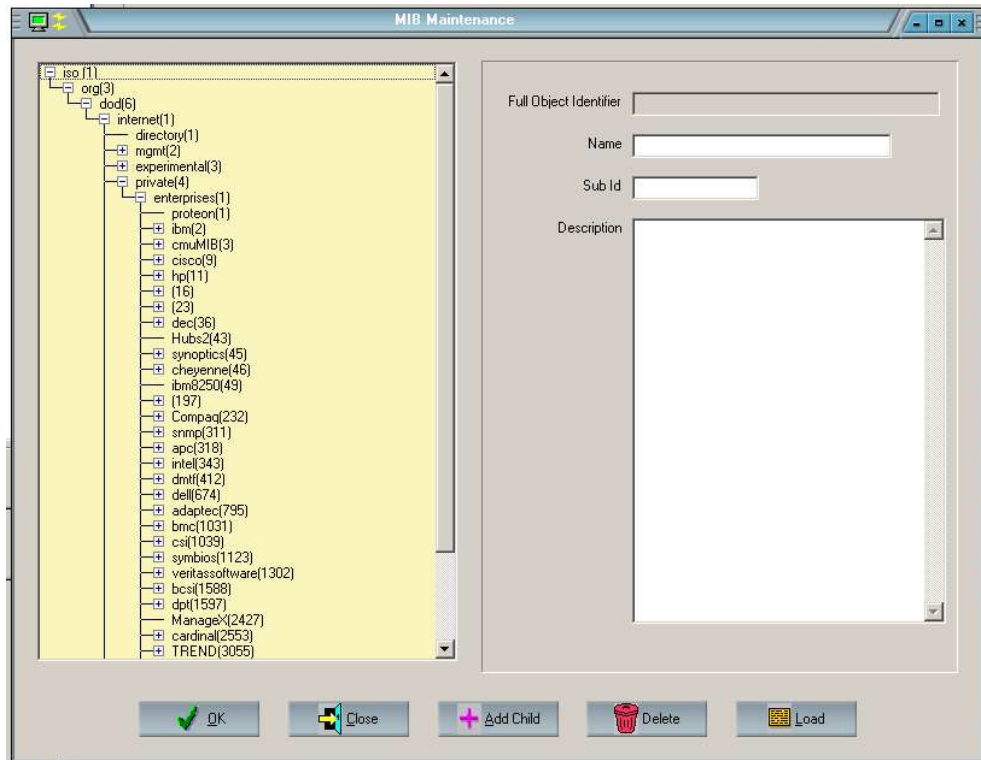 MIB Maintenance
iso (1)
org(3)
dod(6)
internet(1)
directory(1)
mgmt(2)
experimental(3)
private(4)
enterprises(1)
proteon(1)
ibm(2)
cmuMIB(3)
cisco(9)
hp(11)
(16)
(23)
dec(36)
Hubs2(43)
synoptics(45)
cheyenne(46)
ibm8250(49)
(197)
Compaq(232)
snmp(311)
apc(318)
intel(343)
dmtf(412)
dell(674)
adaptec(795)
bmc(1031)
csi(1039)
symbios(1123)
veritassoftware(1302)
bcsi(1588)
dpt(1597)
ManageX(2427)
cardinal(2553)
TREND(3055)
Full Object Identifier
Name
Sub Id
Description
OK
Close
Add Child
Delete
Load